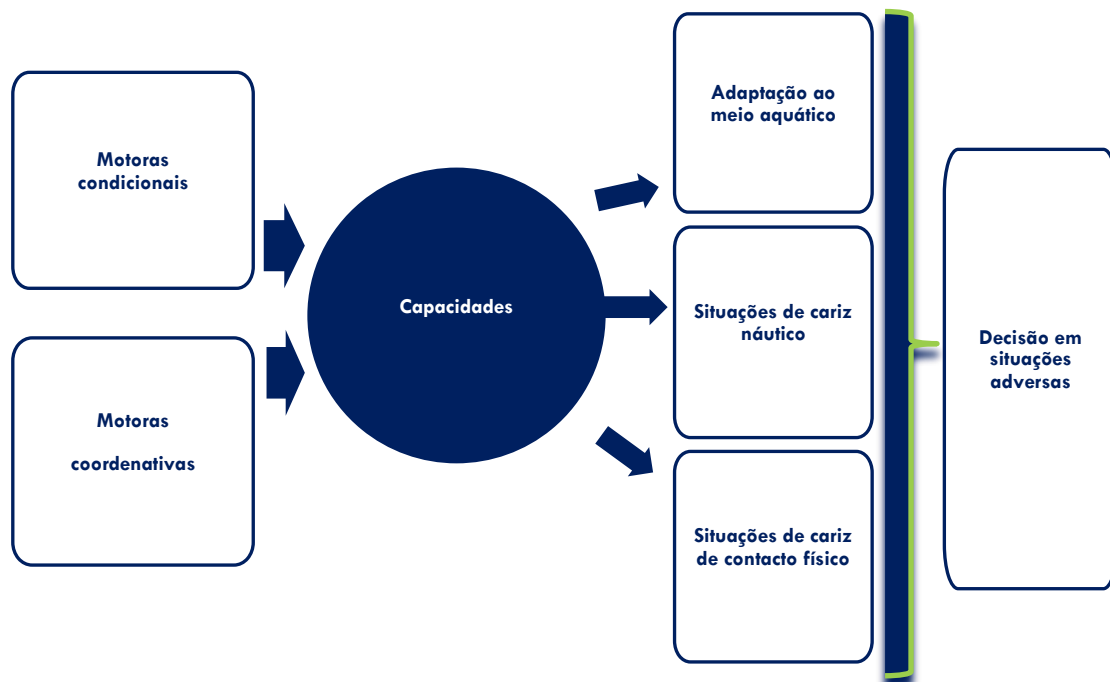 Motoras
condicionais
Motoras
coordenativas
Capacidades
Adaptação ao
meio aquático
Situações de cariz
náutico
Situações de cariz
de contacto físico
Decisão em
situações
adversas